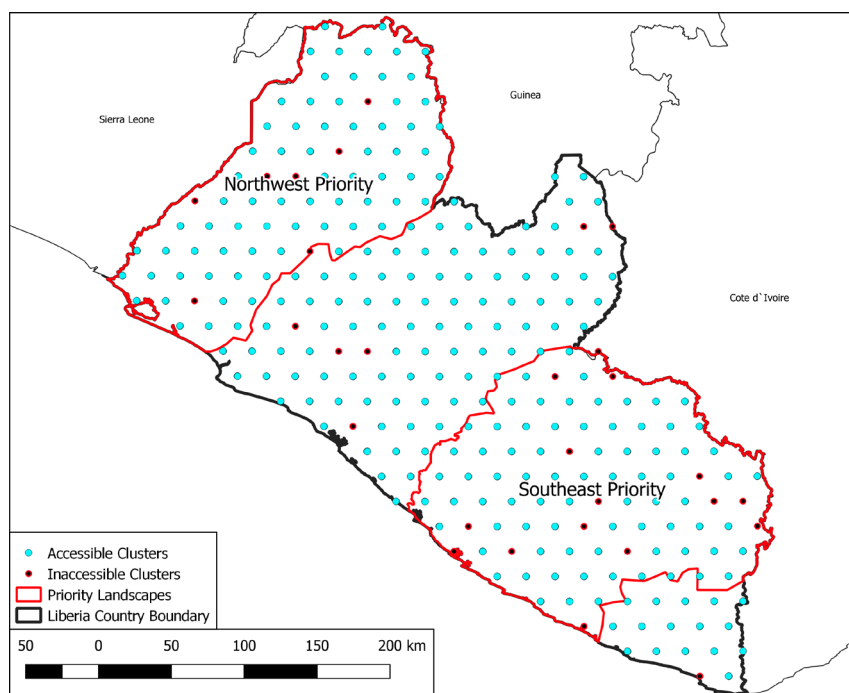 Guinea
Sierra Leone
Northwest Priority
Cote d`Ivoire
Southeast Priority
Accessible Clusters
Inaccessible Clusters
Priority Landscapes
Liberia Country Boundary
50 0 50 100 150 200 km